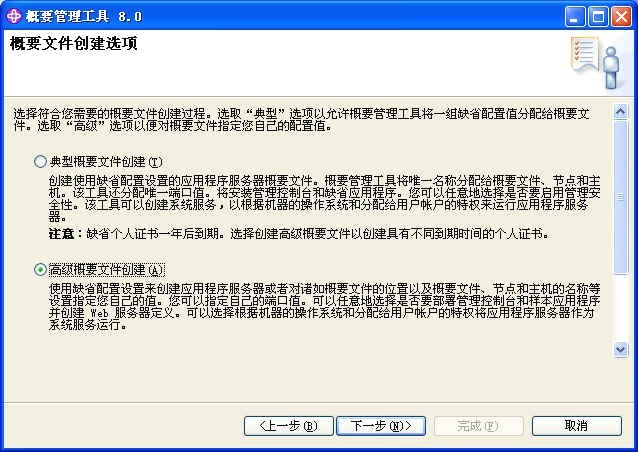 概要管理工具 8.0
概要文件创建选项
选择符合您需要的概要文件创建过程。选取“典型”选项以允许概要管理工具将一组缺省配置值分配给概要文
件。选取“高级”选项以便对概要文件指定您自己的配置值。
典型概要文件创建(T)
创建使用缺省配置设置的应用程序服务器概要文件。概要管理工具将唯一名称分配给概要文件、节点和主
机。该工具还分配唯一端口值。将安装管理控制台和缺省应用程序。您可以任意地选择是否要启用管理安
全性。该工具可以创建系统服务，以根据机器的操作系统和分配给用户帐户的特权来运行应用程序服务
器。
注意：缺省个人证书一年后到期。选择创建高级概要文件以创建具有不同到期时间的个人证书。
高级概要文件创建(A)
使用缺省配置设置来创建应用程序服务器或者对诸如概要文件的位置以及概要文件、节点和主机的名称等
设置指定您自己的值。您可以指定自己的端口值。可以任意地选择是否要部署管理控制台和样本应用程序
并创建 Web 服务器定义。可以选择根据机器的操作系统和分配给用户帐户的特权将应用程序服务器作为
系统服务运行。
<上一步(B) 下一步(N)> 完成(F) 取消